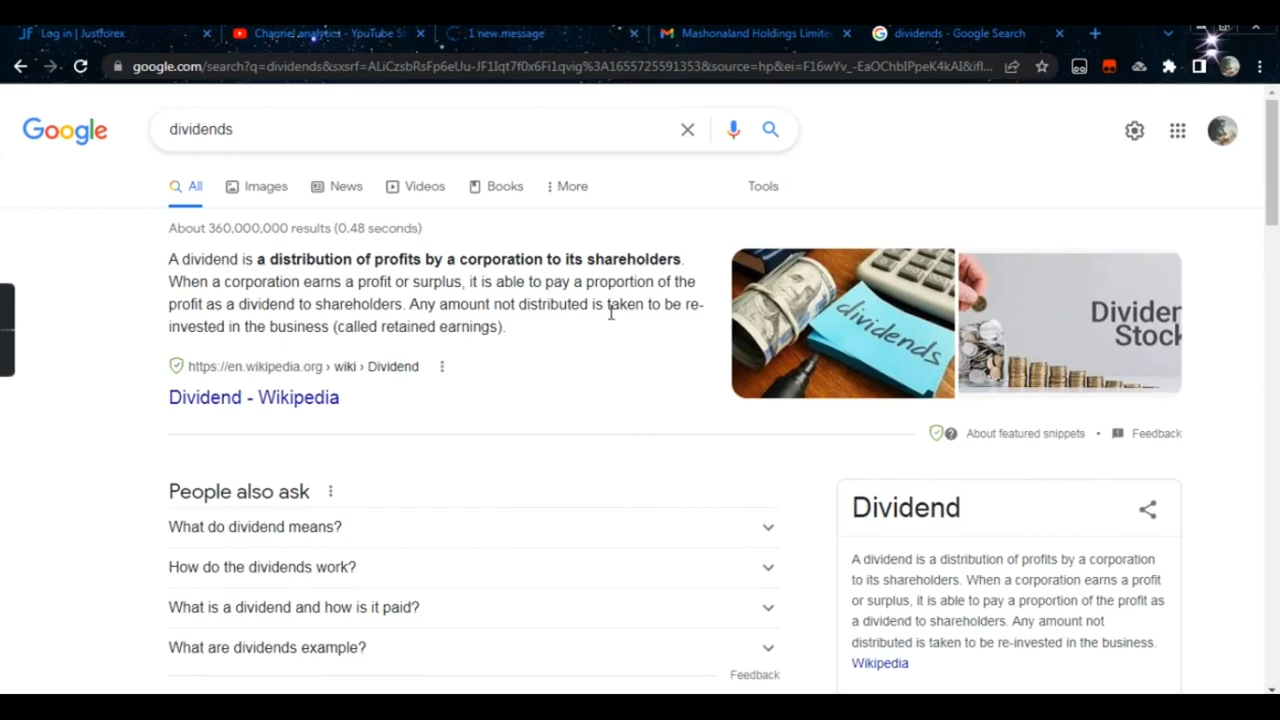 Log in | Justforex
Channel analytics - YouTube St
1 new message
Mashonaland Holdings Limite
dividends - Google Search
google.com/search?q=dividends&sxsrf=ALiCzsbRsFp6eUu-JF1Iqt7f0x6Fi1qvig%3A1655725591353&source=hp&ei=F16wYv_-EaOChbIPpeK4kAI&ifl...
Google
dividends
All
Images
News
Videos
Books
More
Tools
About 360,000,000 results (0.48 seconds)
A dividend is a distribution of profits by a corporation to its shareholders.
When a corporation earns a profit or surplus, it is able to pay a proportion of the
profit as a dividend to shareholders. Any amount not distributed is taken to be re-
invested in the business (called retained earnings).
dividends
Dividen
Stock
https://en.wikipedia.org › wiki › Dividend
Dividend - Wikipedia
About featured snippets • Feedback
People also ask
What do dividend means?
How do the dividends work?
What is a dividend and how is it paid?
What are dividends example?
Feedback
Dividend
A dividend is a distribution of profits by a corporation
to its shareholders. When a corporation earns a profit
or surplus, it is able to pay a proportion of the profit as
a dividend to shareholders. Any amount not
distributed is taken to be re-invested in the business.
Wikipedia